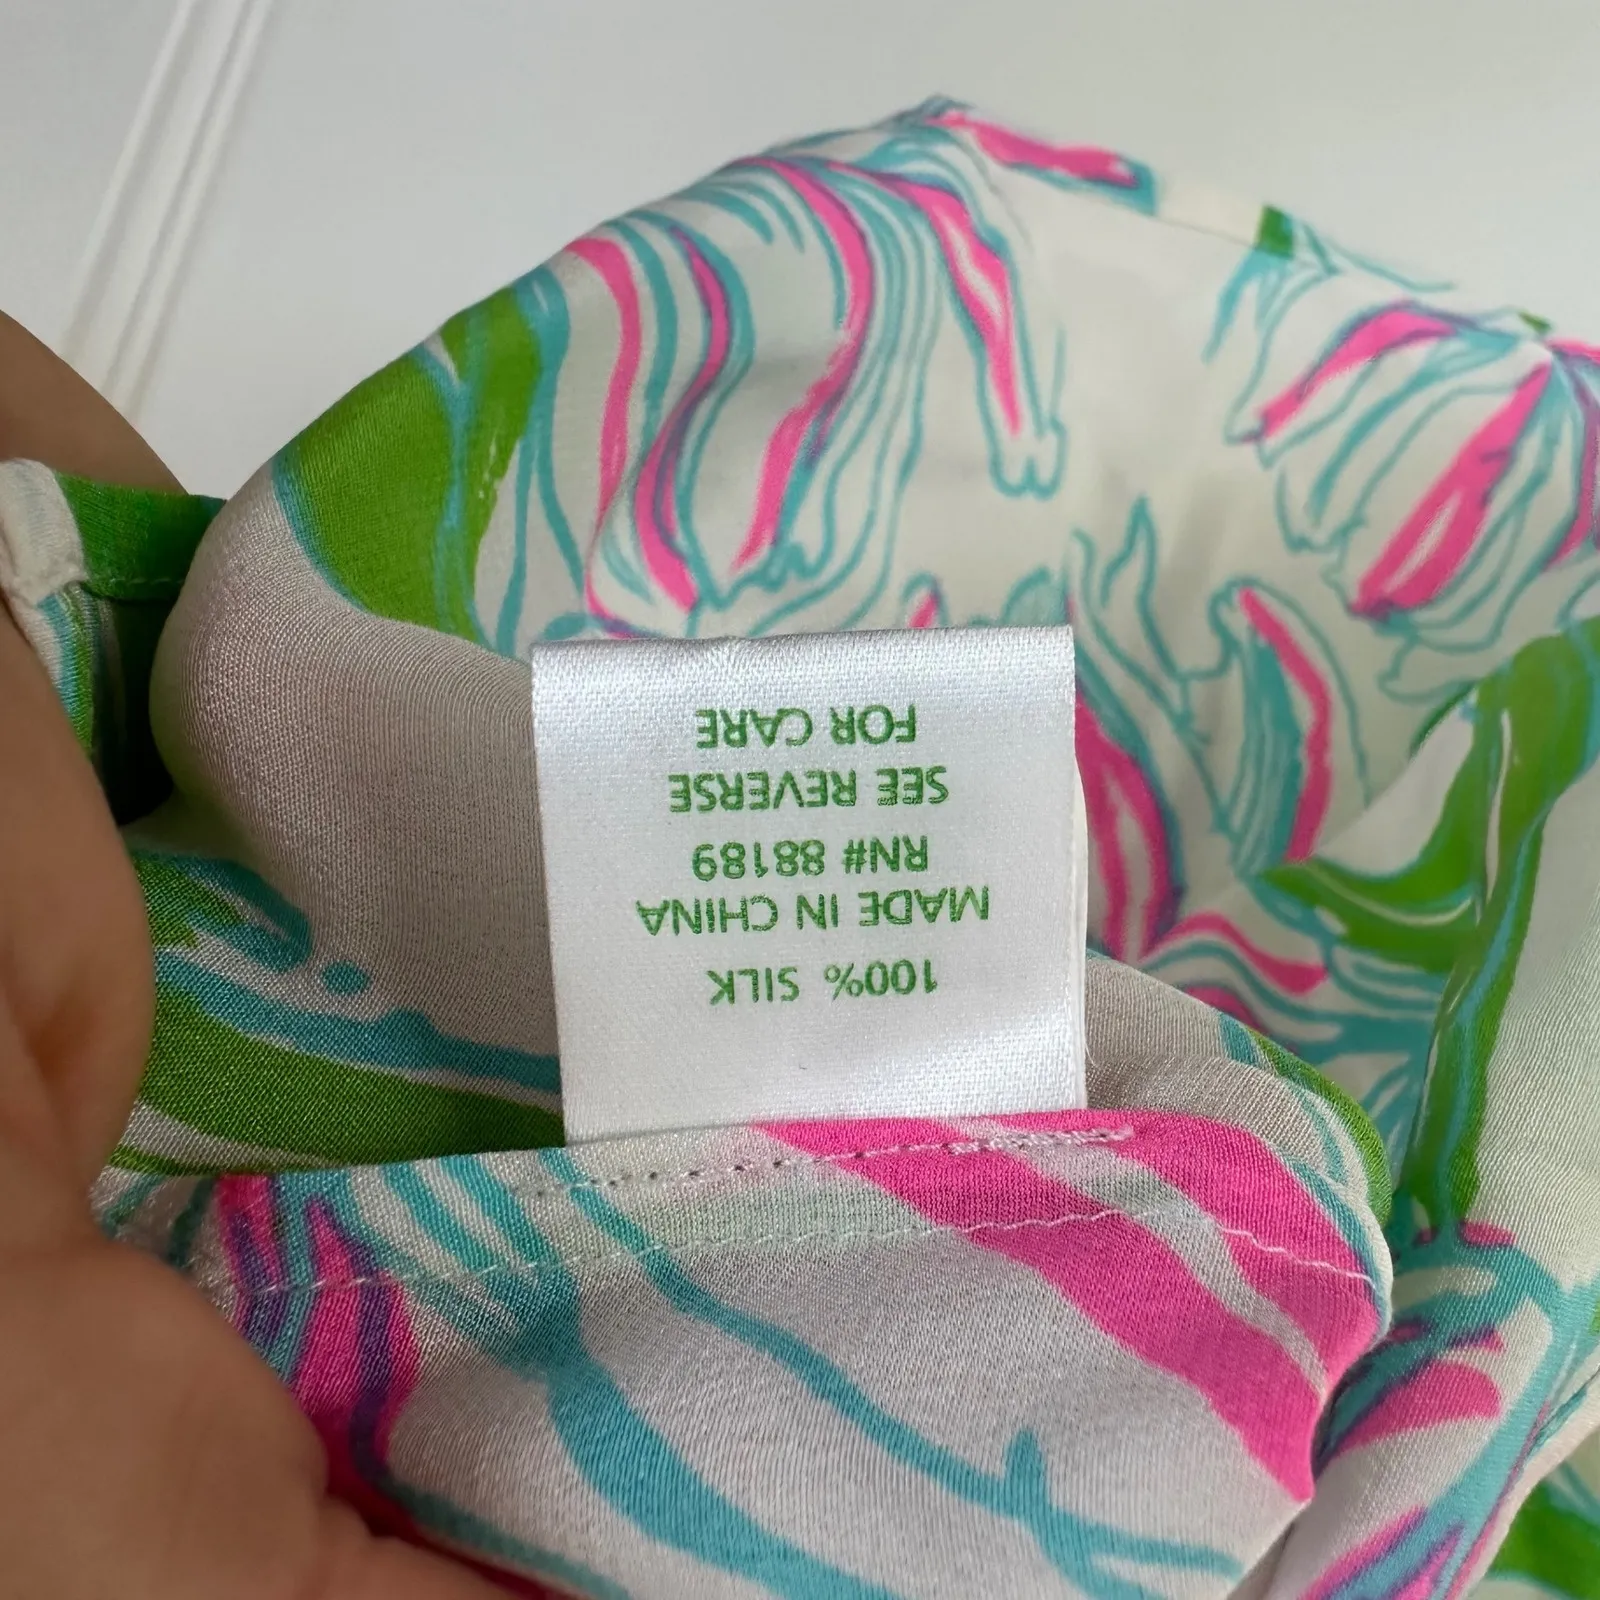 100% SILK
MADE IN CHINA
RN# 88189
SEE REVERSE
FOR CARE